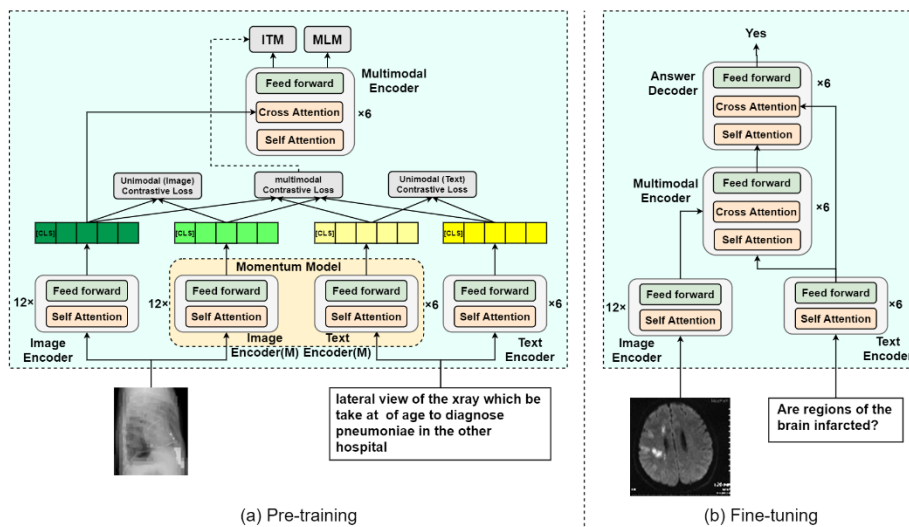 ITM
MLM
Feed forward
Multimodal
Encoder
Cross Attention
×6
Self Attention
Unimodal (Image)
Contrastive Loss
multimodal
Contrastive Loss
Unimodal (Text)
Contrastive Loss
[CLS]
[CLS]
[CLS]
[CLS]
Momentum Model
12×
Feed forward
Self Attention
12×
Feed forward
Self Attention
Feed forward
Self Attention
×6
Feed forward
Self Attention
×6
Image
Encoder
Image
Encoder(M)
Text
Encoder(M)
Text
Encoder
lateral view of the xray which be
take at of age to diagnose
pneumoniae in the other
hospital
(a) Pre-training
Yes
Answer
Decoder
Feed forward
×6
Cross Attention
Self Attention
Multimodal
Encoder
Feed forward
Cross Attention
×6
Self Attention
12×
Feed forward
Self Attention
Image
Encoder
Feed forward
×6
Self Attention
Text
Encoder
Are regions of the
brain infarcted?
(b) Fine-tuning